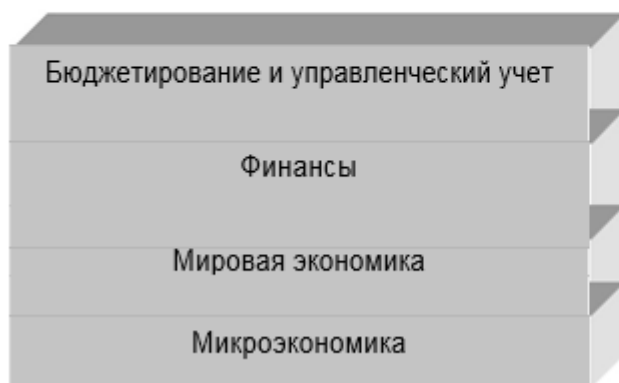 Бюджетирование и управленческий учет
Финансы
Мировая экономика
Микроэкономика